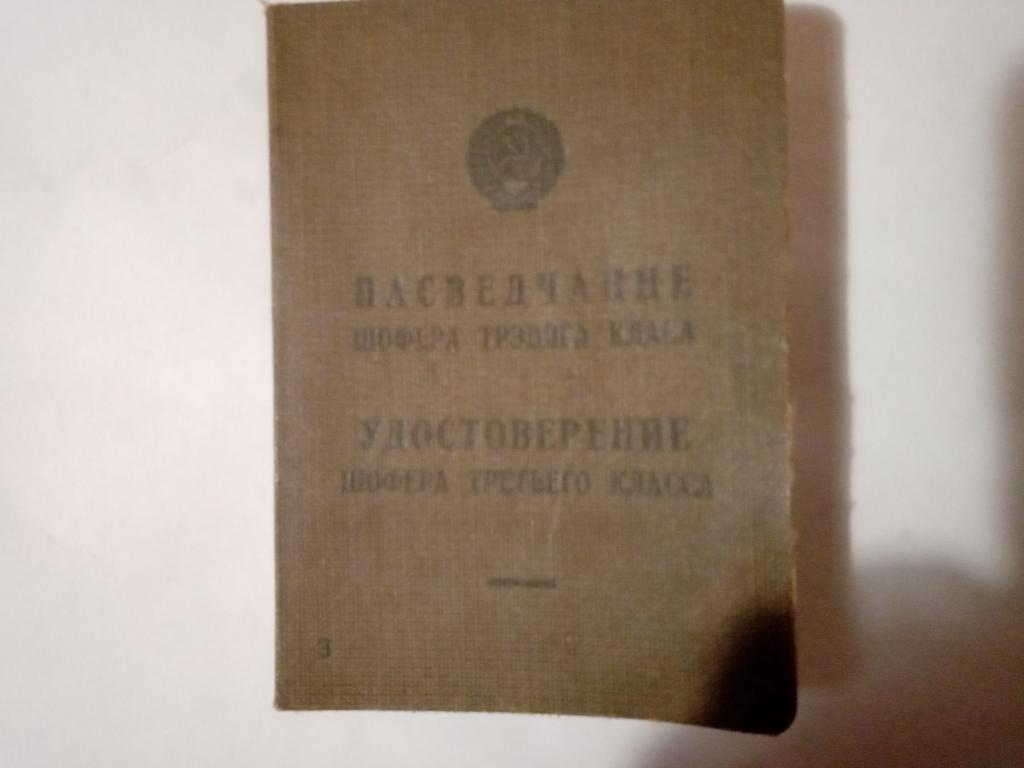 ПАСВЕДЧАННЕ
ШОФЕРА ТРЭЦЯГА КЛАСА
УДОСТОВЕРЕНИЕ
ШОФЕРА ТРЕТЬЕГО КЛАССА
3